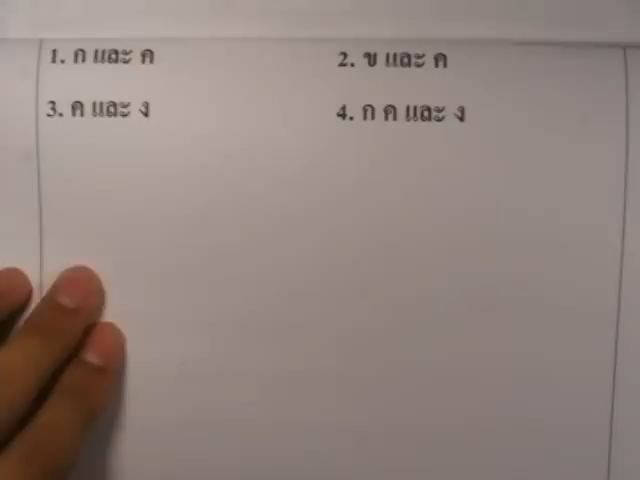 1. ก และ ค 2. ข และ ค
3. ค และ ง 4. ก ค และ ง